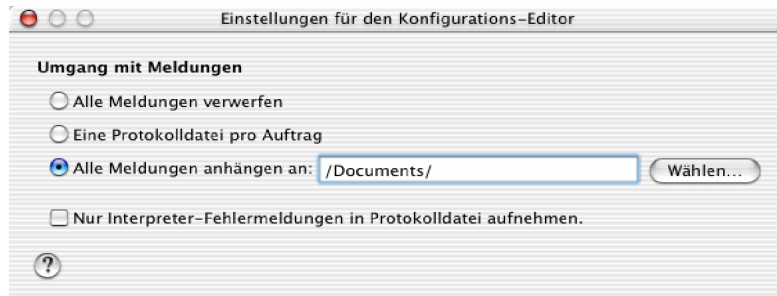 Einstellungen für den Konfigurations-Editor
Umgang mit Meldungen
Alle Meldungen verwerfen
Eine Protokolldatei pro Auftrag
Alle Meldungen anhängen an: /Documents/ Wählen...
Nur Interpreter-Fehlermeldungen in Protokolldatei aufnehmen.
?